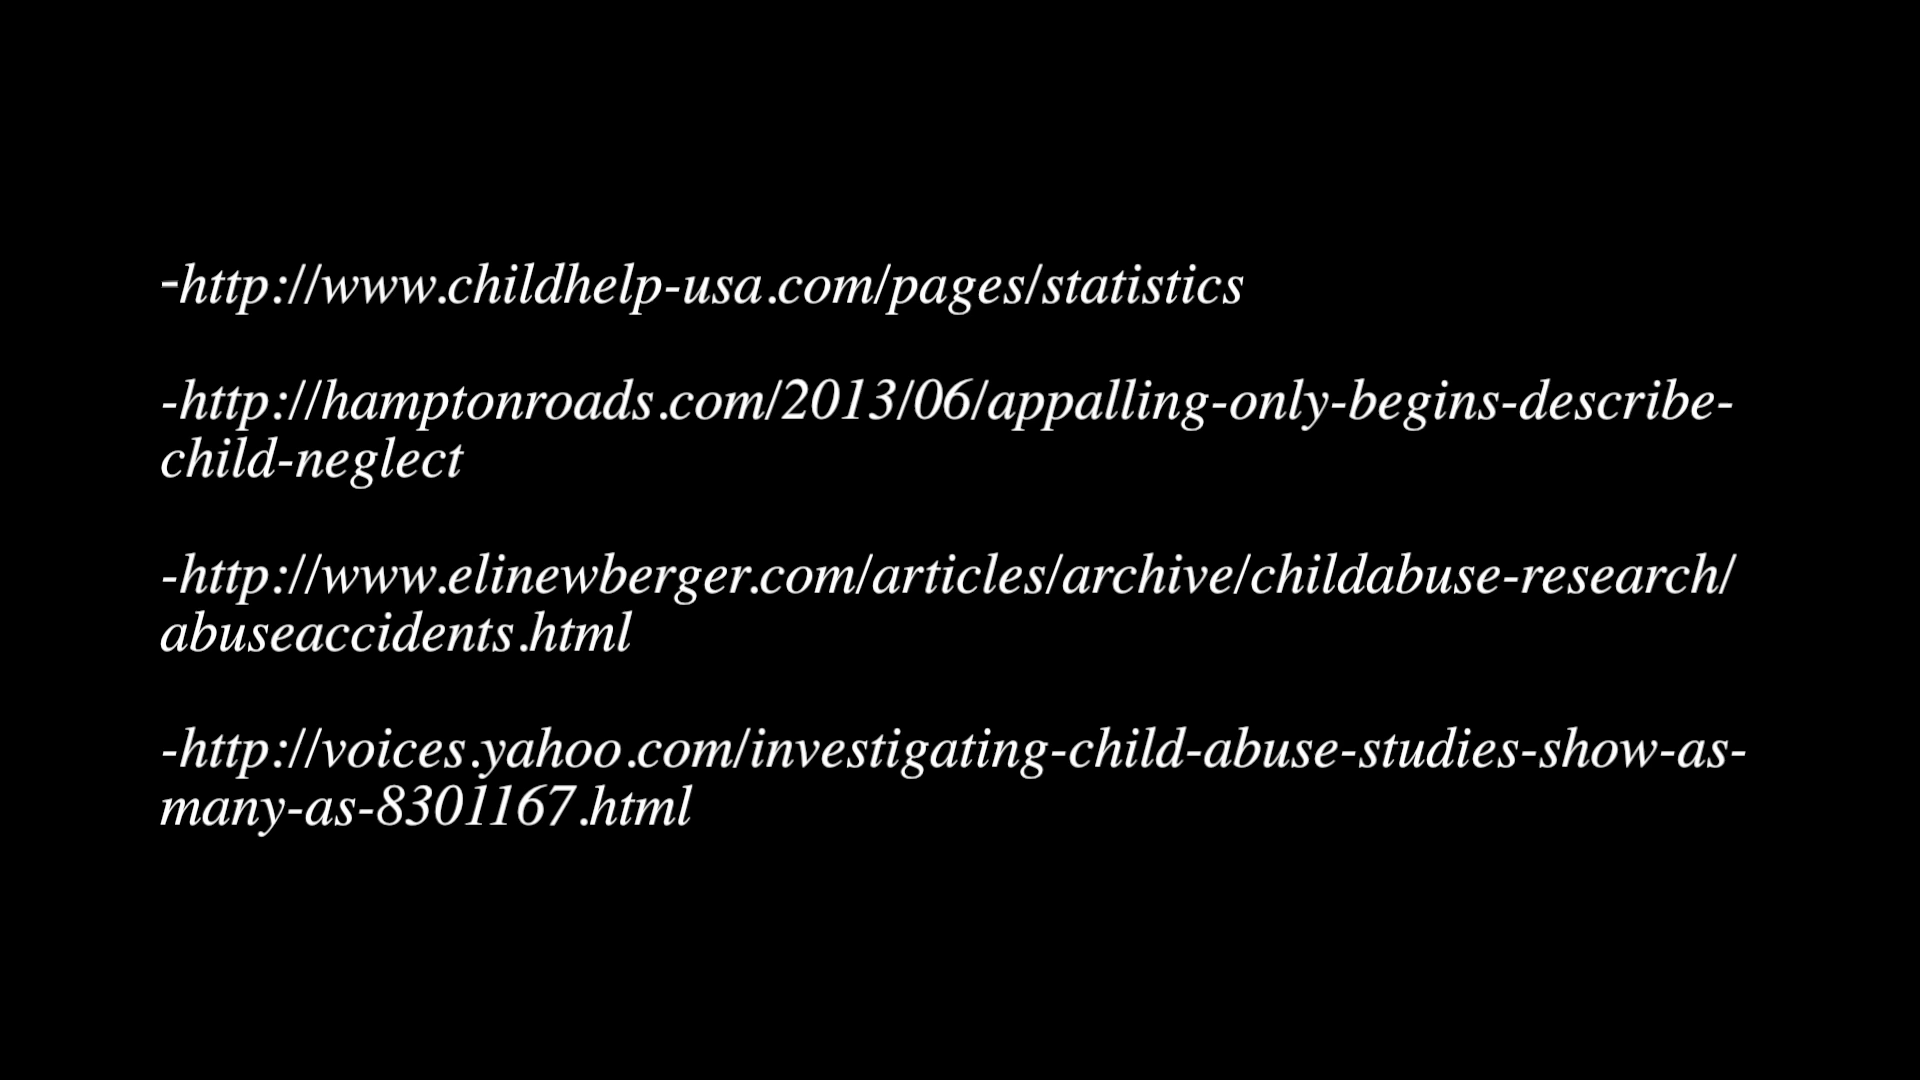 -http://www.childhelp-usa.com/pages/statistics
-http://hamptonroads.com/2013/06/appalling-only-begins-describe-
child-neglect
-http://www.elinewberger.com/articles/archive/childabuse-research/
abuseaccidents.html
-http://voices.yahoo.com/investigating-child-abuse-studies-show-as-
many-as-8301167.html